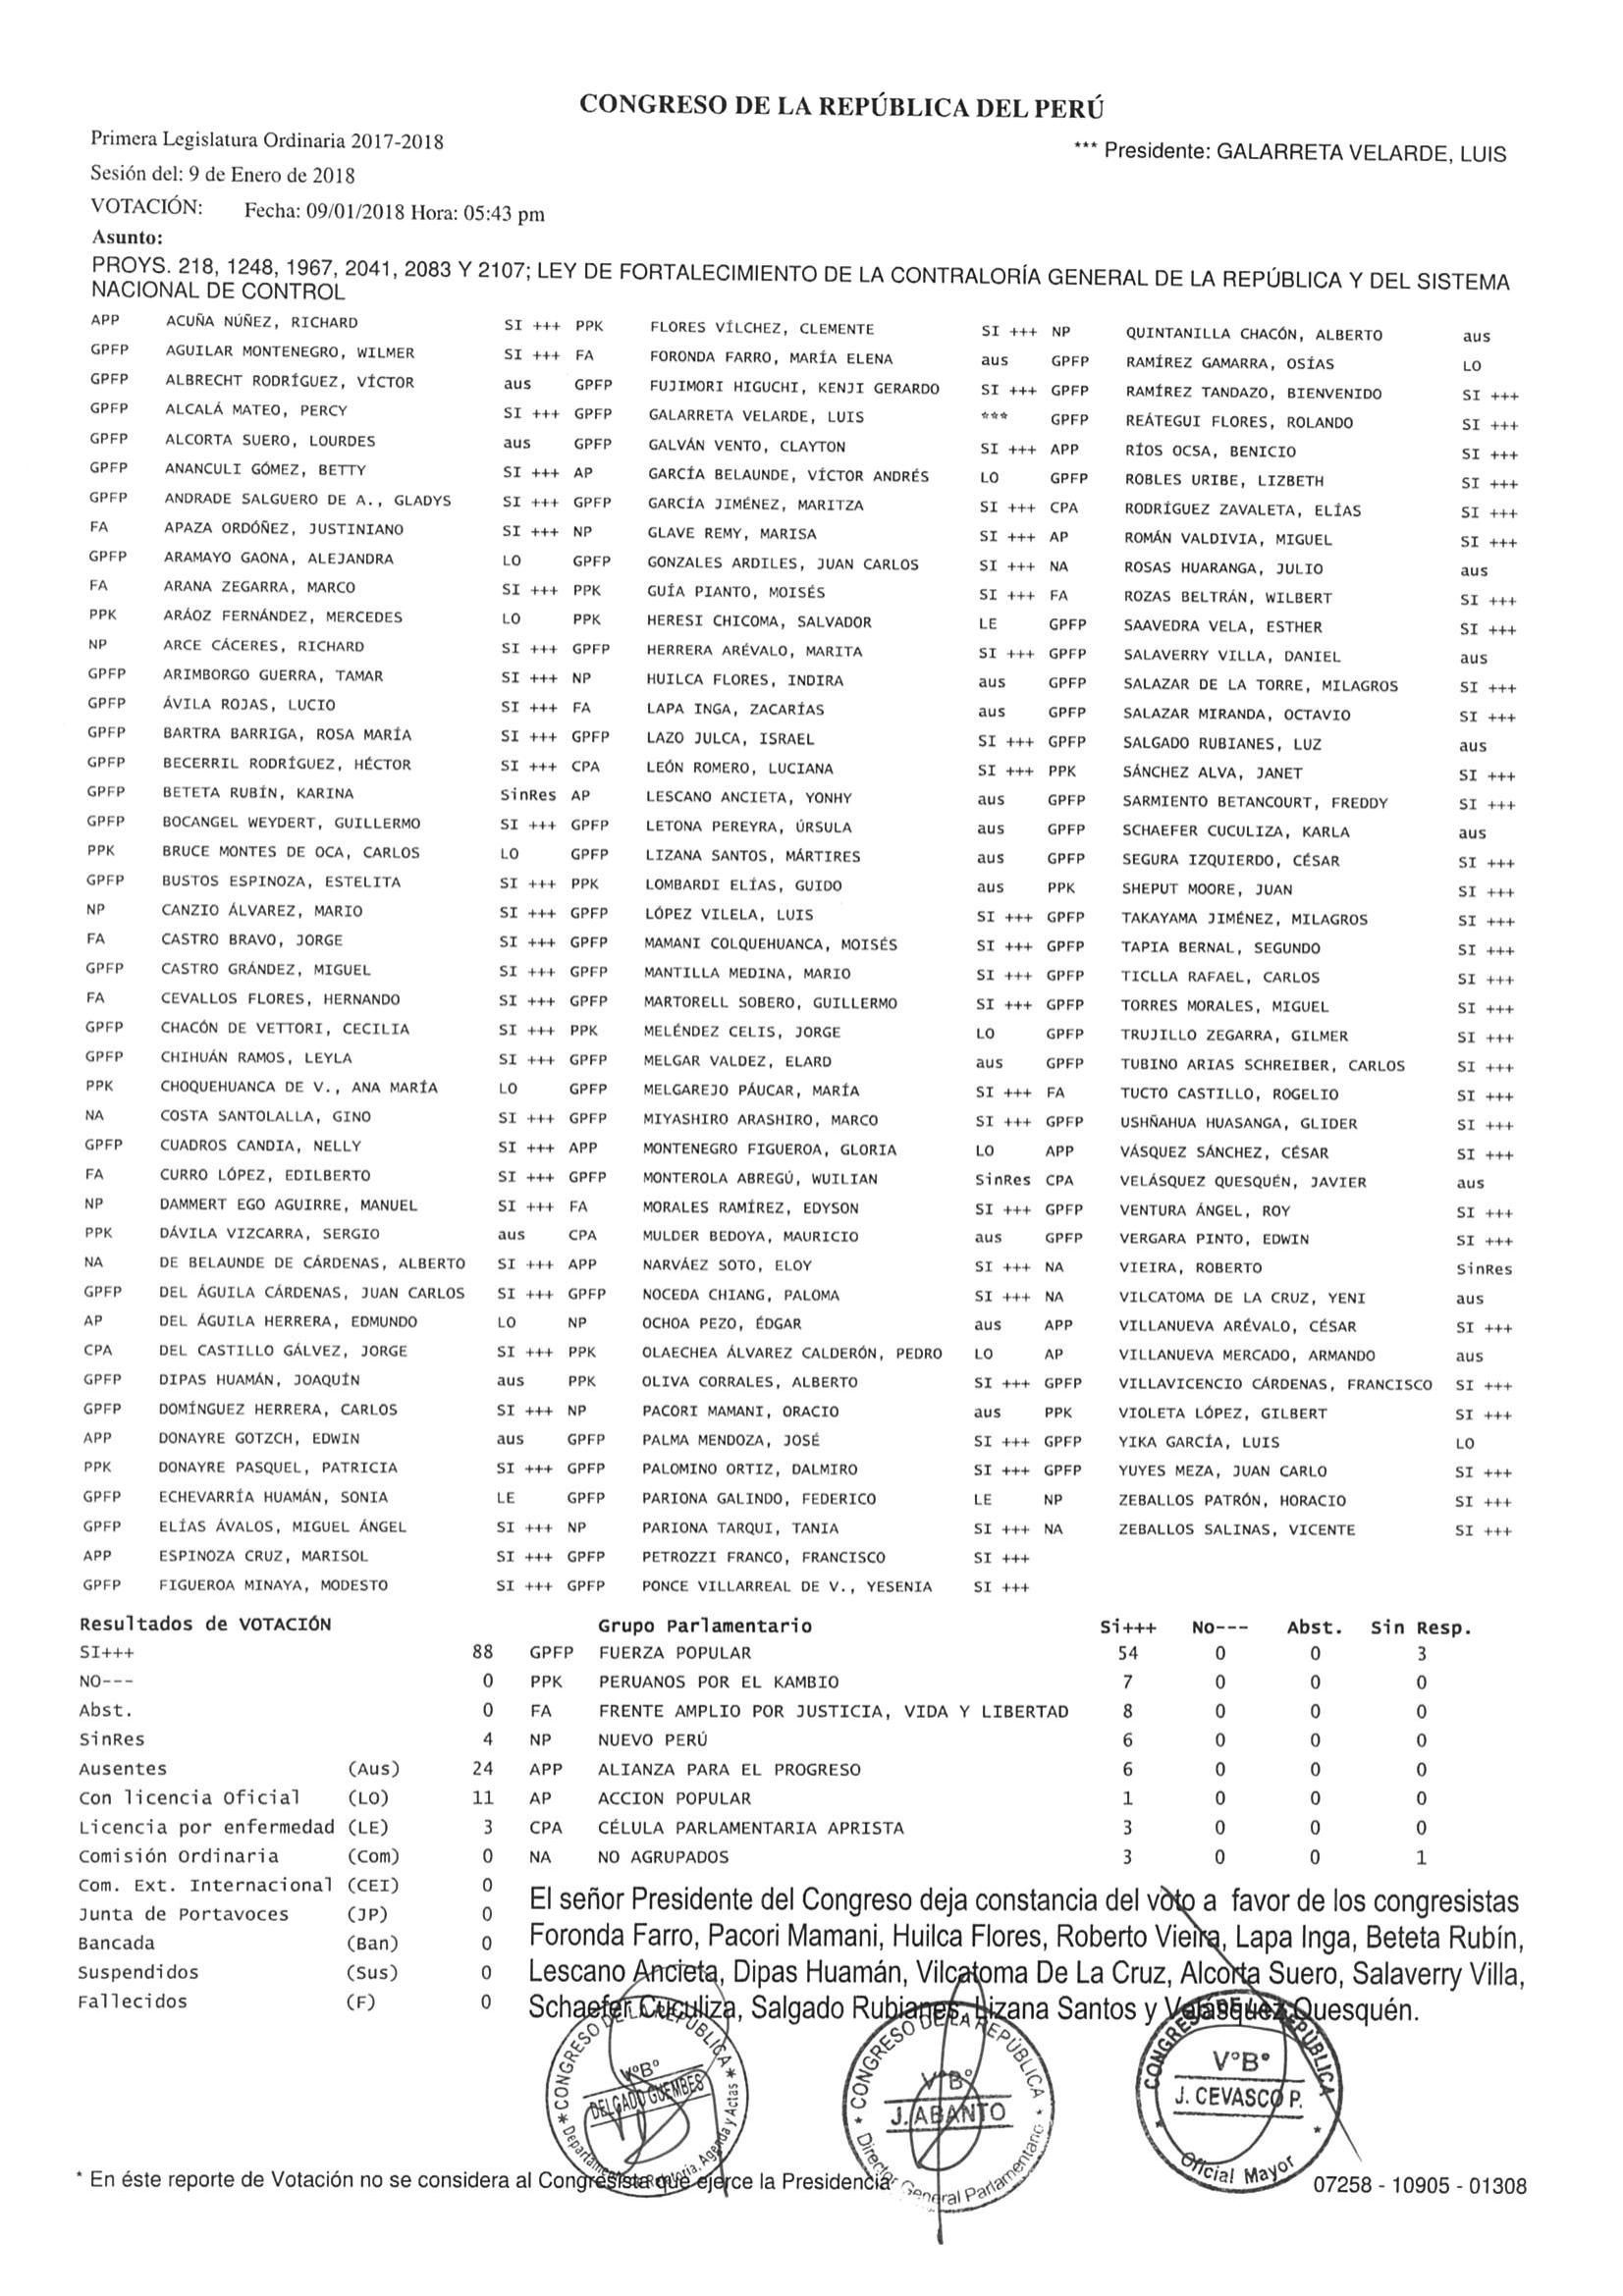 CONGRESO DE LA REPÚBLICA DEL PERÚ
Primera Legislatura Ordinaria 2017-2018
*** Presidente: GALARRETA VELARDE, LUIS
Sesión del: 9 de Enero de 2018
VOTACIÓN: Fecha: 09/01/2018 Hora: 05:43 pm
Asunto:
PROYS. 218, 1248, 1967, 2041, 2083 Y 2107; LEY DE FORTALECIMIENTO DE LA CONTRALORÍA GENERAL DE LA REPÚBLICA Y DEL SISTEMA
NACIONAL DE CONTROL
APP ACUÑA NÚÑEZ, RICHARD SI +++ PPK FLORES VÍLCHEZ, CLEMENTE SI +++ NP QUINTANILLA CHACÓN, ALBERTO aus
GPFP AGUILAR MONTENEGRO, WILMER SI +++ FA FORONDA FARRO, MARÍA ELENA aus GPFP RAMÍREZ GAMARRA, OSÍAS LO
GPFP ALBRECHT RODRÍGUEZ, VÍCTOR aus GPFP FUJIMORI HIGUCHI, KENJI GERARDO SI +++ GPFP RAMÍREZ TANDAZO, BIENVENIDO SI +++
GPFP ALCALÁ MATEO, PERCY SI +++ GPFP GALARRETA VELARDE, LUIS *** GPFP REÁTEGUI FLORES, ROLANDO SI +++
GPFP ALCORTA SUERO, LOURDES aus GPFP GALVÁN VENTO, CLAYTON SI +++ APP RÍOS OCSA, BENICIO SI +++
GPFP ANANCULI GÓMEZ, BETTY SI +++ AP GARCÍA BELAUNDE, VÍCTOR ANDRÉS LO GPFP ROBLES URIBE, LIZBETH SI +++
GPFP ANDRADE SALGUERO DE A., GLADYS SI +++ GPFP GARCÍA JIMÉNEZ, MARITZA SI +++ CPA RODRÍGUEZ ZAVALETA, ELÍAS SI +++
FA APAZA ORDÓÑEZ, JUSTINIANO SI +++ NP GLAVE REMY, MARISA SI +++ AP ROMÁN VALDIVIA, MIGUEL SI +++
GPFP ARAMAYO GAONA, ALEJANDRA LO GPFP GONZALES ARDILES, JUAN CARLOS SI +++ NA ROSAS HUARANGA, JULIO aus
FA ARANA ZEGARRA, MARCO SI +++ PPK GUÍA PIANTO, MOISÉS SI +++ FA ROZAS BELTRÁN, WILBERT SI +++
PPK ARÁOZ FERNÁNDEZ, MERCEDES LO PPK HERESI CHICOMA, SALVADOR LE GPFP SAAVEDRA VELA, ESTHER SI +++
NP ARCE CÁCERES, RICHARD SI +++ GPFP HERRERA ARÉVALO, MARITA SI +++ GPFP SALAVERRY VILLA, DANIEL aus
GPFP ARIMBORGO GUERRA, TAMAR SI +++ NP HUILCA FLORES, INDIRA aus GPFP SALAZAR DE LA TORRE, MILAGROS SI +++
GPFP ÁVILA ROJAS, LUCIO SI +++ FA LAPA INGA, ZACARÍAS aus GPFP SALAZAR MIRANDA, OCTAVIO SI +++
GPFP BARTRA BARRIGA, ROSA MARÍA SI +++ GPFP LAZO JULCA, ISRAEL SI +++ GPFP SALGADO RUBIANES, LUZ aus
GPFP BECERRIL RODRÍGUEZ, HÉCTOR SI +++ CPA LEÓN ROMERO, LUCIANA SI +++ PPK SÁNCHEZ ALVA, JANET SI +++
GPFP BETETA RUBÍN, KARINA SinRes AP LESCANO ANCIETA, YONHY aus GPFP SARMIENTO BETANCOURT, FREDDY SI +++
GPFP BOCANGEL WEYDERT, GUILLERMO SI +++ GPFP LETONA PEREYRA, ÚRSULA aus GPFP SCHAEFER CUCULIZA, KARLA aus
PPK BRUCE MONTES DE OCA, CARLOS LO GPFP LIZANA SANTOS, MÁRTIRES aus GPFP SEGURA IZQUIERDO, CÉSAR SI +++
GPFP BUSTOS ESPINOZA, ESTELITA SI +++ PPK LOMBARDI ELÍAS, GUIDO aus PPK SHEPUT MOORE, JUAN SI +++
NP CANZIO ÁLVAREZ, MARIO SI +++ GPFP LÓPEZ VILELA, LUIS SI +++ GPFP TAKAYAMA JIMÉNEZ, MILAGROS SI +++
FA CASTRO BRAVO, JORGE SI +++ GPFP MAMANI COLQUEHUANCA, MOISÉS SI +++ GPFP TAPIA BERNAL, SEGUNDO SI +++
GPFP CASTRO GRÁNDEZ, MIGUEL SI +++ GPFP MANTILLA MEDINA, MARIO SI +++ GPFP TICLLA RAFAEL, CARLOS SI +++
FA CEVALLOS FLORES, HERNANDO SI +++ GPFP MARTORELL SOBERO, GUILLERMO SI +++ GPFP TORRES MORALES, MIGUEL SI +++
GPFP CHACÓN DE VETTORI, CECILIA SI +++ PPK MELÉNDEZ CELIS, JORGE LO GPFP TRUJILLO ZEGARRA, GILMER SI +++
GPFP CHIHUÁN RAMOS, LEYLA SI +++ GPFP MELGAR VALDEZ, ELARD aus GPFP TUBINO ARIAS SCHREIBER, CARLOS SI +++
PPK CHOQUEHUANCA DE V., ANA MARÍA LO GPFP MELGAREJO PÁUCAR, MARÍA SI +++ FA TUCTO CASTILLO, ROGELIO SI +++
NA COSTA SANTOLALLA, GINO SI +++ GPFP MIYASHIRO ARASHIRO, MARCO SI +++ GPFP USHÑAHUA HUASANGA, GLIDER SI +++
GPFP CUADROS CANDIA, NELLY SI +++ APP MONTENEGRO FIGUEROA, GLORIA LO APP VÁSQUEZ SÁNCHEZ, CÉSAR SI +++
FA CURRO LÓPEZ, EDILBERTO SI +++ GPFP MONTEROLA ABREGÚ, WUILIAN SinRes CPA VELÁSQUEZ QUESQUÉN, JAVIER aus
NP DAMMERT EGO AGUIRRE, MANUEL SI +++ FA MORALES RAMÍREZ, EDYSON SI +++ GPFP VENTURA ÁNGEL, ROY SI +++
PPK DÁVILA VIZCARRA, SERGIO aus CPA MULDER BEDOYA, MAURICIO aus GPFP VERGARA PINTO, EDWIN SI +++
NA DE BELAUNDE DE CÁRDENAS, ALBERTO SI +++ APP NARVÁEZ SOTO, ELOY SI +++ NA VIEIRA, ROBERTO SinRes
GPFP DEL ÁGUILA CÁRDENAS, JUAN CARLOS SI +++ GPFP NOCEDA CHIANG, PALOMA SI +++ NA VILCATOMA DE LA CRUZ, YENI aus
AP DEL ÁGUILA HERRERA, EDMUNDO LO NP OCHOA PEZO, ÉDGAR aus APP VILLANUEVA ARÉVALO, CÉSAR SI +++
CPA DEL CASTILLO GÁLVEZ, JORGE SI +++ PPK OLAECHEA ÁLVAREZ CALDERÓN, PEDRO LO AP VILLANUEVA MERCADO, ARMANDO aus
GPFP DIPAS HUAMÁN, JOAQUÍN aus PPK OLIVA CORRALES, ALBERTO SI +++ GPFP VILLAVICENCIO CÁRDENAS, FRANCISCO SI +++
GPFP DOMÍNGUEZ HERRERA, CARLOS SI +++ NP PACORI MAMANI, ORACIO aus PPK VIOLETA LÓPEZ, GILBERT SI +++
APP DONAYRE GOTZCH, EDWIN aus GPFP PALMA MENDOZA, JOSÉ SI +++ GPFP YIKA GARCÍA, LUIS LO
PPK DONAYRE PASQUEL, PATRICIA SI +++ GPFP PALOMINO ORTIZ, DALMIRO SI +++ GPFP YUYES MEZA, JUAN CARLO SI +++
GPFP ECHEVARRÍA HUAMÁN, SONIA LE GPFP PARIONA GALINDO, FEDERICO LE NP ZEBALLOS PATRÓN, HORACIO SI +++
GPFP ELÍAS ÁVALOS, MIGUEL ÁNGEL SI +++ NP PARIONA TARQUI, TANIA SI +++ NA ZEBALLOS SALINAS, VICENTE SI +++
APP ESPINOZA CRUZ, MARISOL SI +++ GPFP PETROZZI FRANCO, FRANCISCO SI +++
GPFP FIGUEROA MINAYA, MODESTO SI +++ GPFP PONCE VILLARREAL DE V., YESENIA SI +++
Resultados de VOTACIÓN Grupo Parlamentario Si+++ No--- Abst. Sin Resp.
SI+++ 88 GPFP FUERZA POPULAR 54 0 0 3
NO--- 0 PPK PERUANOS POR EL KAMBIO 7 0 0 0
Abst. 0 FA FRENTE AMPLIO POR JUSTICIA, VIDA Y LIBERTAD 8 0 0 0
SinRes 4 NP NUEVO PERÚ 6 0 0 0
Ausentes (Aus) 24 APP ALIANZA PARA EL PROGRESO 6 0 0 0
Con licencia Oficial (LO) 11 AP ACCION POPULAR 1 0 0 0
Licencia por enfermedad (LE) 3 CPA CÉLULA PARLAMENTARIA APRISTA 3 0 0 0
Comisión Ordinaria (Com) 0 NA NO AGRUPADOS 3 0 0 1
Com. Ext. Internacional (CEI) 0
Junta de Portavoces (JP) 0
Bancada (Ban) 0
Suspendidos (Sus) 0
Fallecidos (F) 0
El señor Presidente del Congreso deja constancia del voto a favor de los congresistas
Foronda Farro, Pacori Mamani, Huilca Flores, Roberto Vieira, Lapa Inga, Beteta Rubín,
Lescano Ancieta, Dipas Huamán, Vilcatoma De La Cruz, Alcorta Suero, Salaverry Villa,
Schaefer Cuculiza, Salgado Rubianes, Lizana Santos y Velásquez Quesquén.
CONGRESO DE LA REPÚBLICA
V°B°
DELGADO GUEMBES
Departamento de Relatoría, Agenda y Actas
CONGRESO DE LA REPÚBLICA
V°B°
J. ABANTO
Director General Parlamentario
CONGRESO DE LA REPÚBLICA
V°B°
J. CEVASCO P.
Oficial Mayor
* En éste reporte de Votación no se considera al Congresista que ejerce la Presidencia
07258 - 10905 - 01308